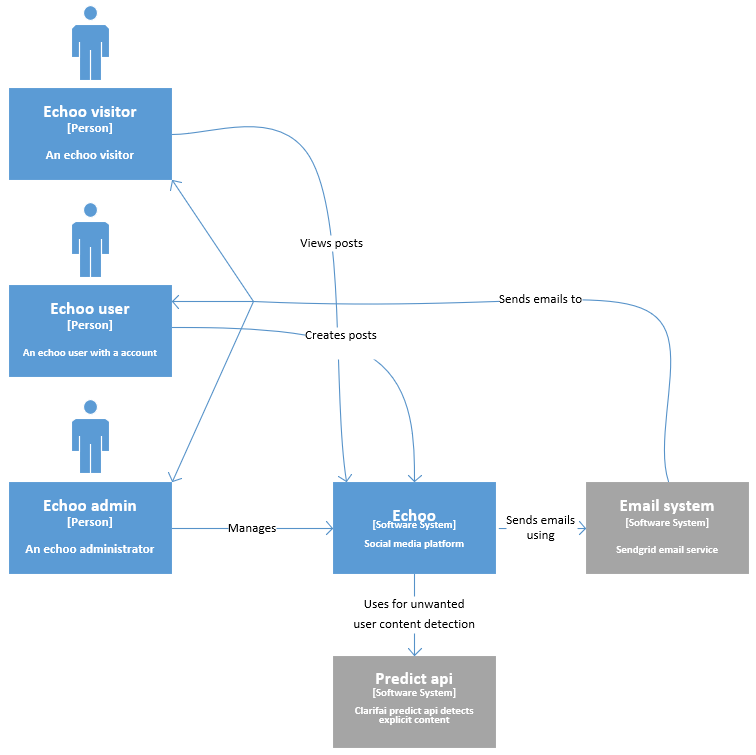 Echoo visitor
[Person]
An echoo visitor
Views posts
Echoo user
[Person]
An echoo user with a account
Sends emails to
Creates posts
Echoo admin
[Person]
An echoo administrator
Manages
Echoo
[Software System]
Social media platform
Sends emails
using
Email system
[Software System]
Sendgrid email service
Uses for unwanted
user content detection
Predict api
[Software System]
Clarifai predict api detects
explicit content